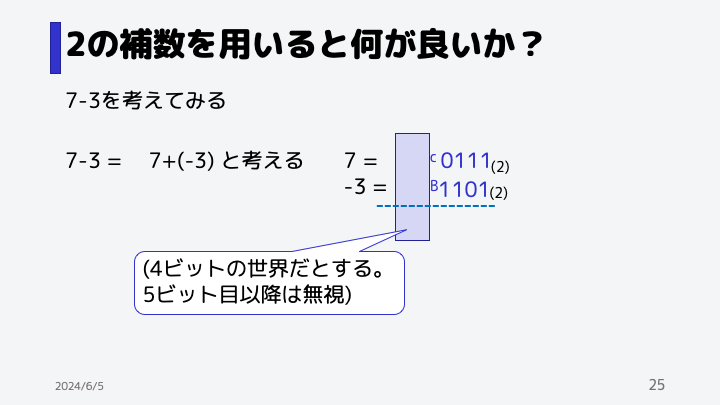 2の補数を用いると何が良いか？
7-3を考えてみる
7-3 = 7+(-3) と考える
7 = c 0111(2)
-3 = B 1101(2)
(4ビットの世界だとする。
5ビット目以降は無視)
2024/6/5
25